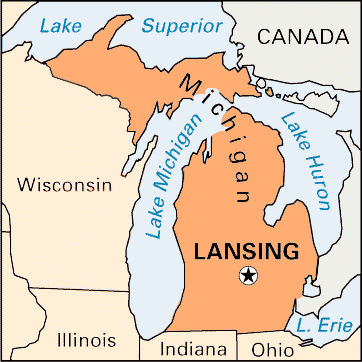 Lake Superior
CANADA
Michigan
Lake Huron
Lake Michigan
Wisconsin
LANSING
L. Erie
Illinois
Indiana
Ohio